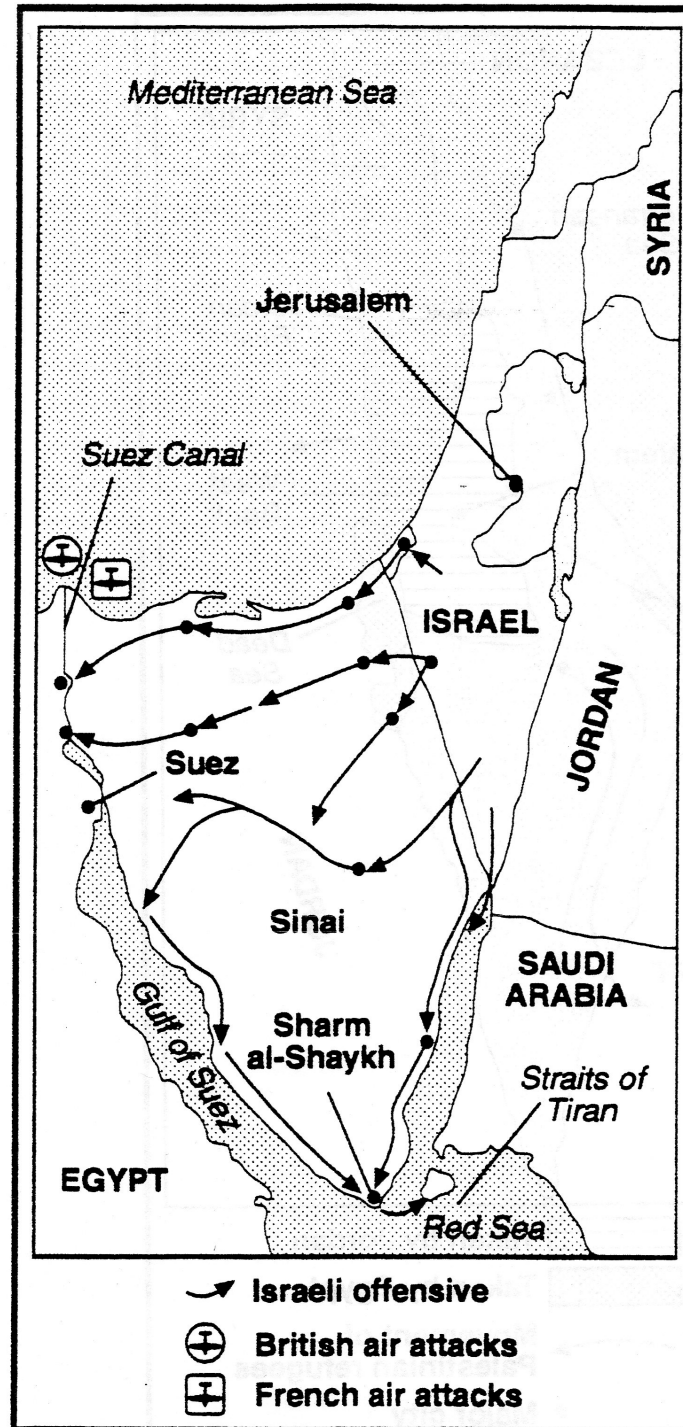 Mediterranean Sea
SYRIA
Jerusalem
Suez Canal
ISRAEL
JORDAN
Suez
Sinai
SAUDI
ARABIA
Gulf of Suez
Sharm
al-Shaykh
Straits of
Tiran
EGYPT
Red Sea
Israeli offensive
British air attacks
French air attacks